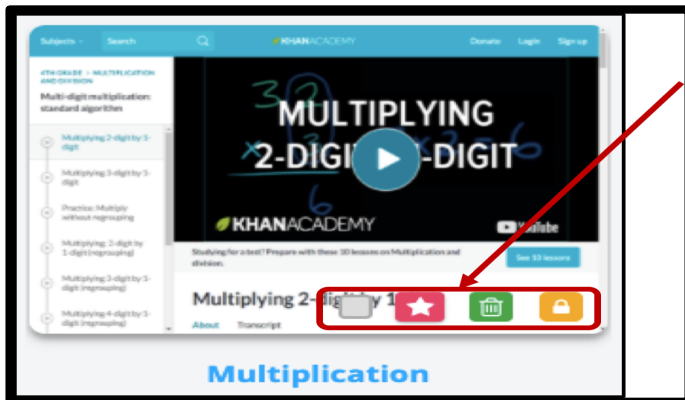 Subjects
Search
KHANACADEMY
Donate
Login
Sign up
4TH GRADE > MULTIPLICATION
AND DIVISION
Multi-digit multiplication:
standard algorithm
Multiplying 2-digit by 1-
digit
Multiplying 3-digit by 1-
digit
Practice: Multiply
without regrouping
Multiplying: 2-digit by
1-digit (regrouping)
Multiplying 3-digit by 1-
digit (regrouping)
Multiplying 4-digit by 1-
digit (regrouping)
MULTIPLYING
2-DIGI -DIGIT
KHANACADEMY
YouTube
Studying for a test? Prepare with these 10 lessons on Multiplication and
division.
See 10 lessons
Multiplying 2-digit by 1
About
Transcript
Multiplication